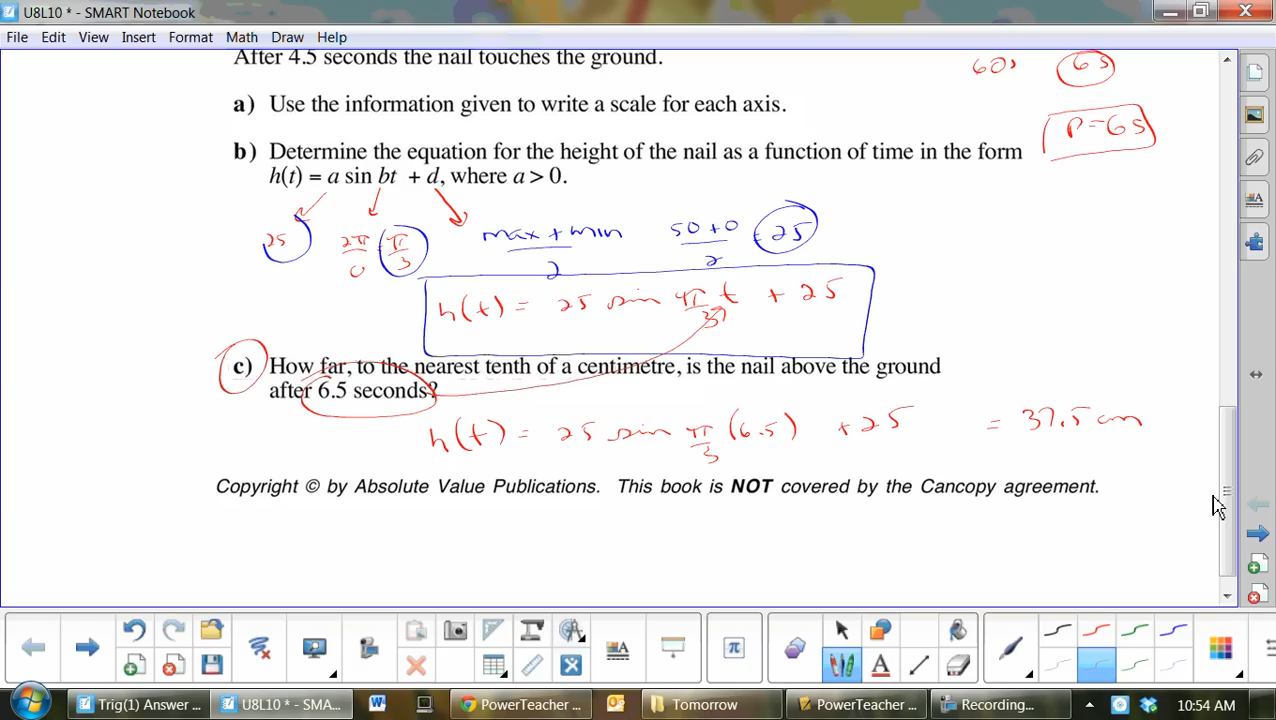 U8L10 * - SMART Notebook
File Edit View Insert Format Math Draw Help
After 4.5 seconds the nail touches the ground.
60s 6s
a) Use the information given to write a scale for each axis.
P=6s
b) Determine the equation for the height of the nail as a function of time in the form
h(t) = a sin bt + d, where a > 0.
25 2π/6 = π/3 max+min/2 50+0/2 = 25
h(t) = 25 sin π/3 t + 25
c) How far, to the nearest tenth of a centimetre, is the nail above the ground
after 6.5 seconds?
h(t) = 25 sin π/3 (6.5) + 25 = 37.5 cm
Copyright © by Absolute Value Publications. This book is NOT covered by the Cancopy agreement.
Trig(1) Answer ... U8L10 * - SMA... PowerTeacher ... Tomorrow PowerTeacher ... Recording... 10:54 AM